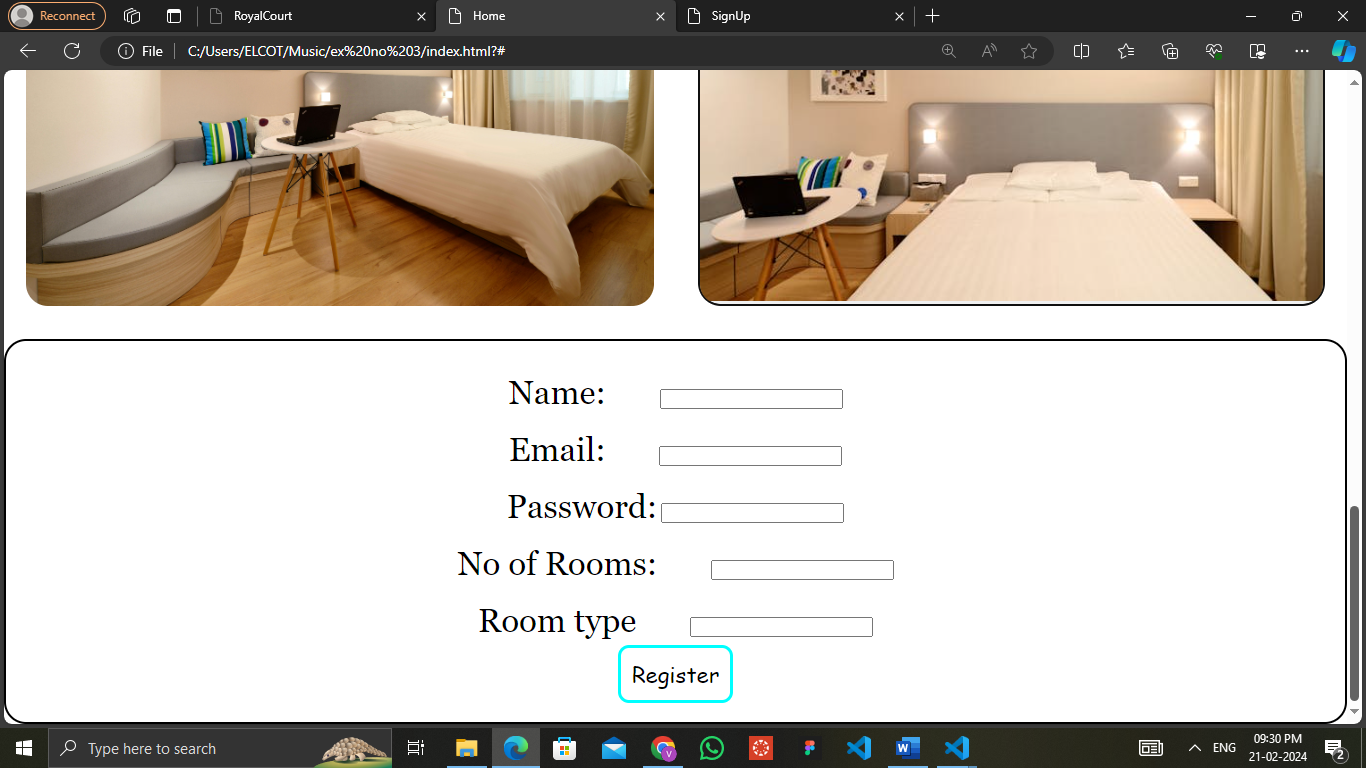 Reconnect
RoyalCourt
Home
SignUp
File
C:/Users/ELCOT/Music/ex%20no%203/index.html?#
Name:
Email:
Password:
No of Rooms:
Room type
Register
Type here to search
ENG
09:30 PM
21-02-2024
2